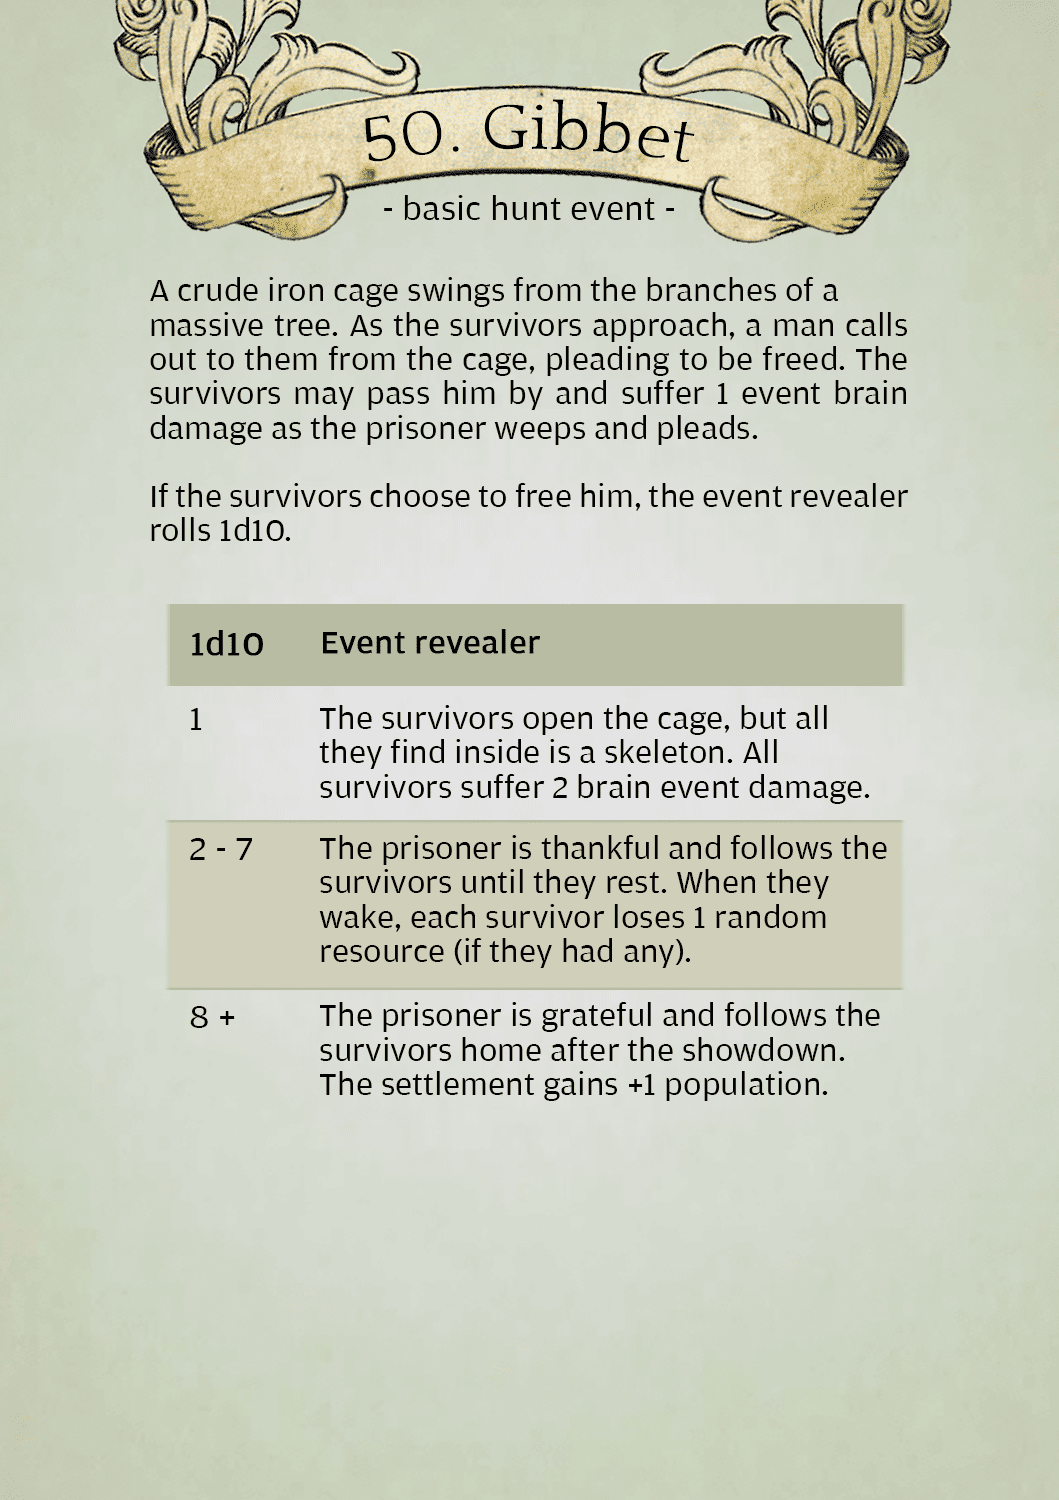 50. Gibbet
- basic hunt event -
A crude iron cage swings from the branches of a
massive tree. As the survivors approach, a man calls
out to them from the cage, pleading to be freed. The
survivors may pass him by and suffer 1 event brain
damage as the prisoner weeps and pleads.
If the survivors choose to free him, the event revealer
rolls 1d10.
1d10 Event revealer
1 The survivors open the cage, but all
they find inside is a skeleton. All
survivors suffer 2 brain event damage.
2 - 7 The prisoner is thankful and follows the
survivors until they rest. When they
wake, each survivor loses 1 random
resource (if they had any).
8 + The prisoner is grateful and follows the
survivors home after the showdown.
The settlement gains +1 population.